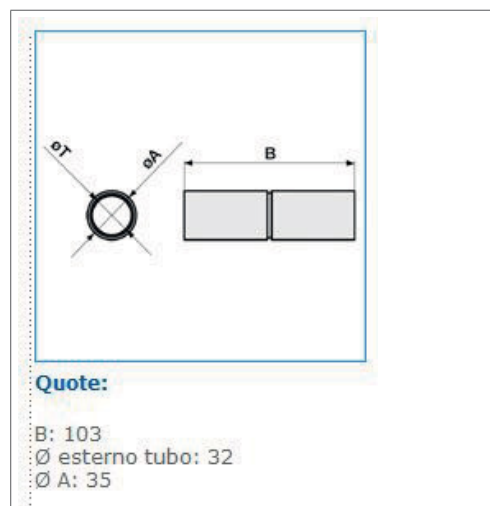 øT
øA
B
Quote:
B: 103
Ø esterno tubo: 32
Ø A: 35